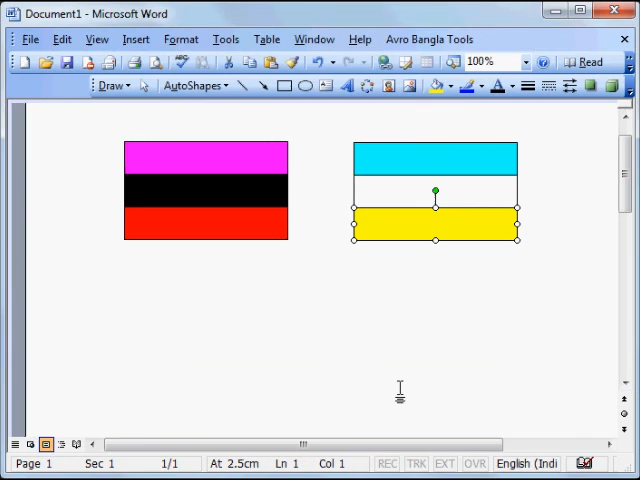 Document1 - Microsoft Word
File Edit View Insert Format Tools Table Window Help Avro Bangla Tools
100% Read
Draw AutoShapes A
Page 1 Sec 1 1/1 At 2.5cm Ln 1 Col 1 REC TRK EXT OVR English (Indi